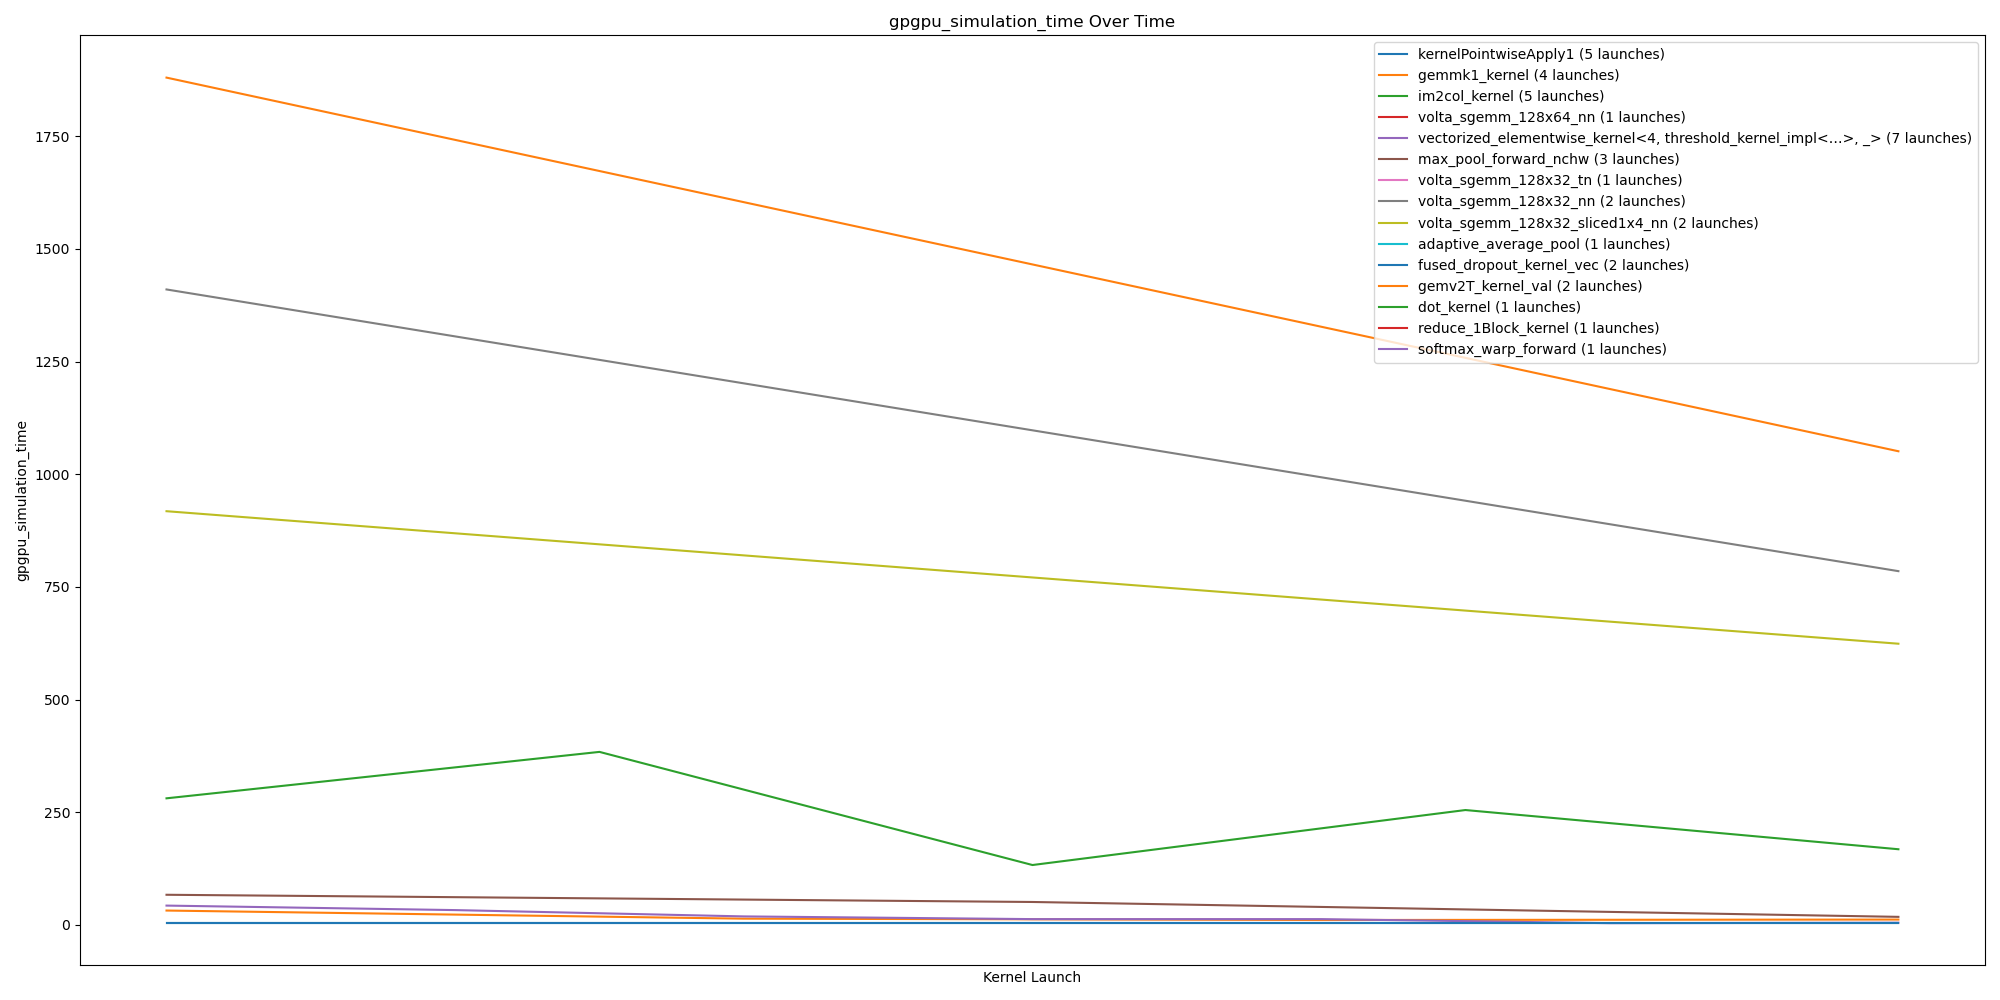 gpgpu_simulation_time Over Time
kernelPointwiseApply1 (5 launches)
gemmk1_kernel (4 launches)
im2col_kernel (5 launches)
volta_sgemm_128x64_nn (1 launches)
vectorized_elementwise_kernel<4, threshold_kernel_impl<...>, _> (7 launches)
max_pool_forward_nchw (3 launches)
volta_sgemm_128x32_tn (1 launches)
volta_sgemm_128x32_nn (2 launches)
volta_sgemm_128x32_sliced1x4_nn (2 launches)
adaptive_average_pool (1 launches)
fused_dropout_kernel_vec (2 launches)
gemv2T_kernel_val (2 launches)
dot_kernel (1 launches)
reduce_1Block_kernel (1 launches)
softmax_warp_forward (1 launches)
1750
1500
1250
1000
750
500
250
0
gpgpu_simulation_time
Kernel Launch